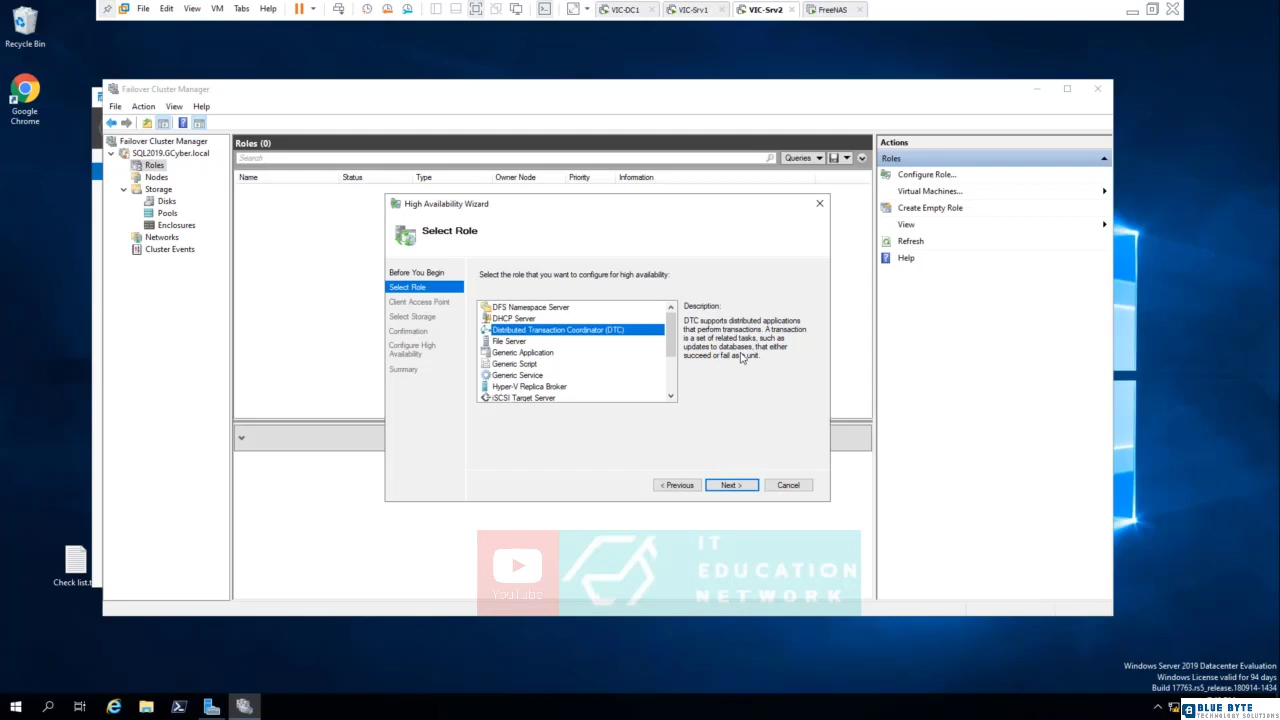 File Edit View VM Tabs Help
VIC-DC1
VIC-Srv1
VIC-Srv2
FreeNAS
Recycle Bin
Google
Chrome
Failover Cluster Manager
File Action View Help
Failover Cluster Manager
SQL2019.GCyber.local
Roles
Nodes
Storage
Disks
Pools
Enclosures
Networks
Cluster Events
Roles (0)
Search
Queries
Name Status Type Owner Node Priority Information
Actions
Roles
Configure Role...
Virtual Machines...
Create Empty Role
View
Refresh
Help
High Availability Wizard
Select Role
Before You Begin
Select Role
Client Access Point
Select Storage
Confirmation
Configure High
Availability
Summary
Select the role that you want to configure for high availability:
DFS Namespace Server
DHCP Server
Distributed Transaction Coordinator (DTC)
File Server
Generic Application
Generic Script
Generic Service
Hyper-V Replica Broker
iSCSI Target Server
Description:
DTC supports distributed applications
that perform transactions. A transaction
is a set of related tasks, such as
updates to databases, that either
succeed or fail as unit.
< Previous
Next >
Cancel
Check list.t
YouTube
IT
EDUCATION
NETWORK
Windows Server 2019 Datacenter Evaluation
Windows License valid for 94 days
Build 17763.rs5_release.180914-1434
BLUE BYTE
TECHNOLOGY SOLUTIONS